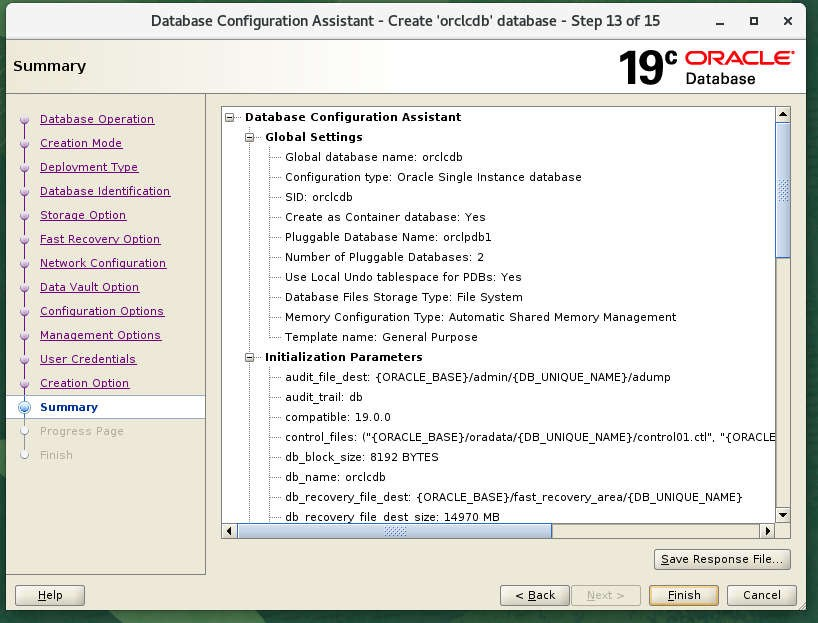 Database Configuration Assistant - Create 'orclcdb' database - Step 13 of 15
Summary
19c ORACLE
Database
Database Operation
Creation Mode
Deployment Type
Database Identification
Storage Option
Fast Recovery Option
Network Configuration
Data Vault Option
Configuration Options
Management Options
User Credentials
Creation Option
Summary
Progress Page
Finish
Database Configuration Assistant
Global Settings
Global database name: orclcdb
Configuration type: Oracle Single Instance database
SID: orclcdb
Create as Container database: Yes
Pluggable Database Name: orclpdb1
Number of Pluggable Databases: 2
Use Local Undo tablespace for PDBs: Yes
Database Files Storage Type: File System
Memory Configuration Type: Automatic Shared Memory Management
Template name: General Purpose
Initialization Parameters
audit_file_dest: {ORACLE_BASE}/admin/{DB_UNIQUE_NAME}/adump
audit_trail: db
compatible: 19.0.0
control_files: ("{ORACLE_BASE}/oradata/{DB_UNIQUE_NAME}/control01.ctl", "{ORACLE
db_block_size: 8192 BYTES
db_name: orclcdb
db_recovery_file_dest: {ORACLE_BASE}/fast_recovery_area/{DB_UNIQUE_NAME}
db_recovery_file_dest_size: 14970 MB
Save Response File...
Help
< Back
Next >
Finish
Cancel